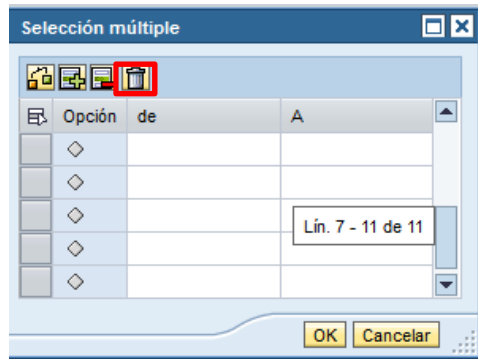 Selección múltiple
Opción de A
Lín. 7 - 11 de 11
OK Cancelar